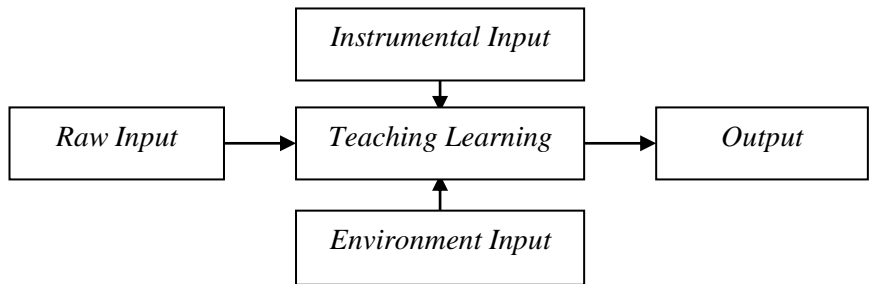 Instrumental Input
Raw Input
Teaching Learning
Output
Environment Input